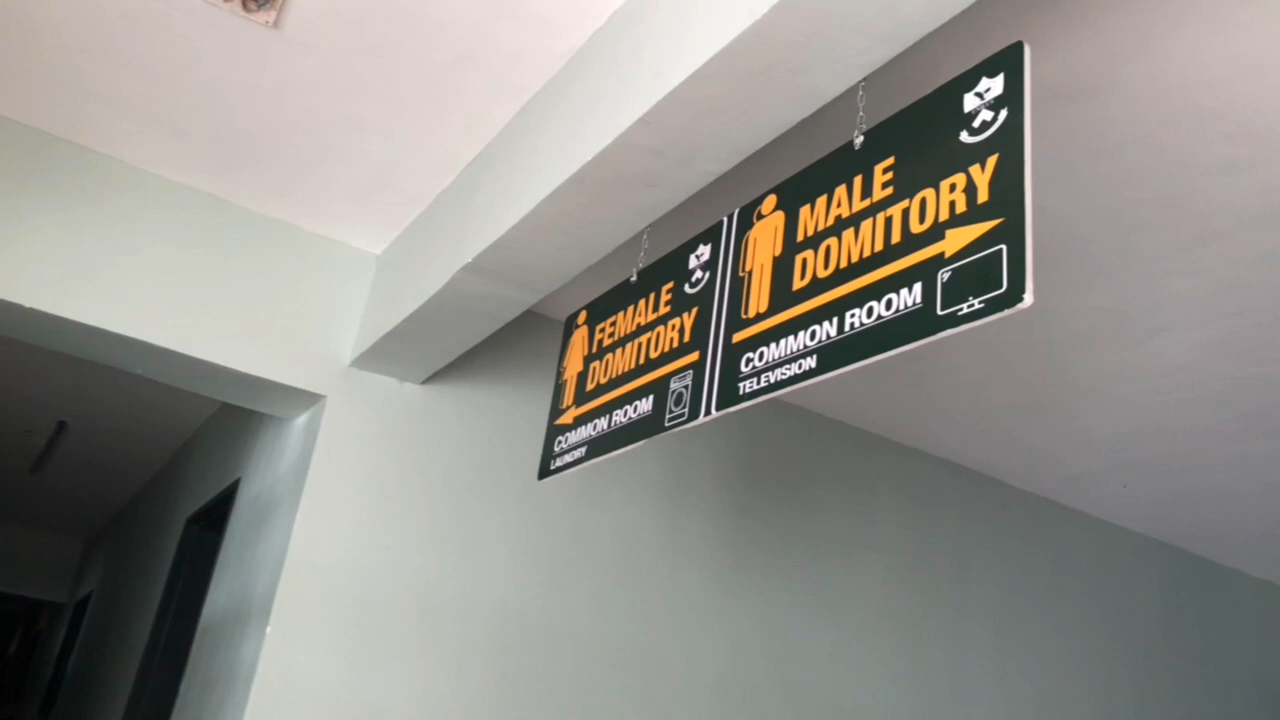 FEMALE
DOMITORY
COMMON ROOM
LAUNDRY
MALE
DOMITORY
COMMON ROOM
TELEVISION